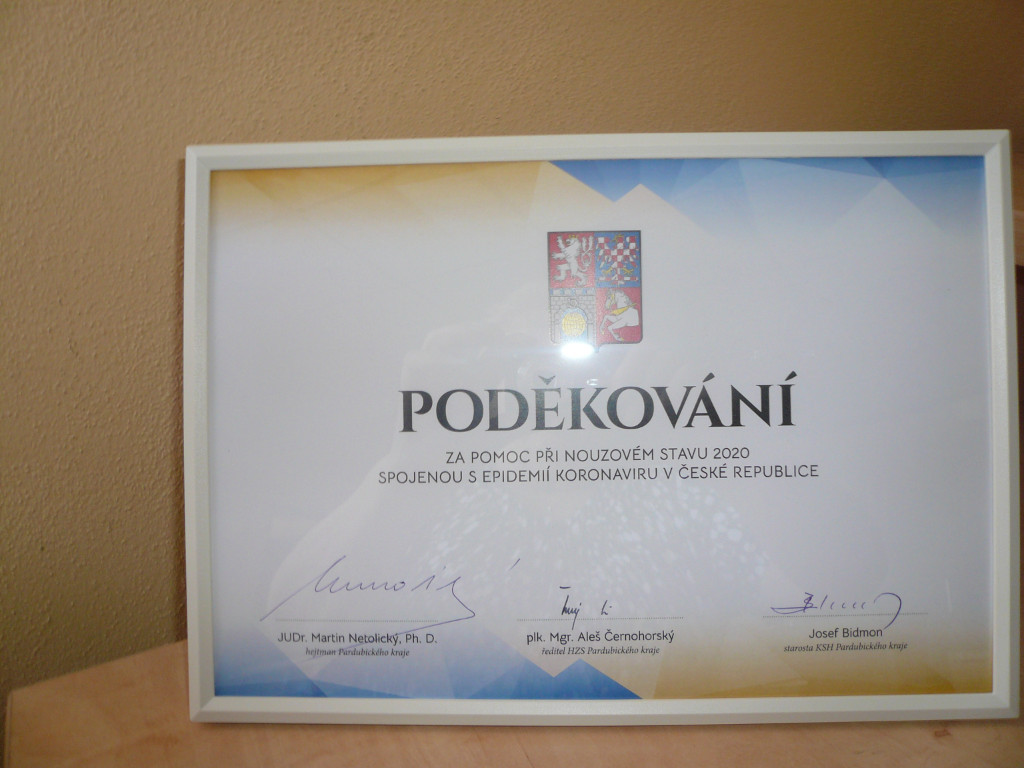 PODĚKOVÁNÍ
ZA POMOC PŘI NOUZOVÉM STAVU 2020
SPOJENOU S EPIDEMIÍ KORONAVIRU V ČESKÉ REPUBLICE
JUDr. Martin Netolický, Ph. D.
hejtman Pardubického kraje
plk. Mgr. Aleš Černohorský
ředitel HZS Pardubického kraje
Josef Bidmon
starosta KSH Pardubického kraje